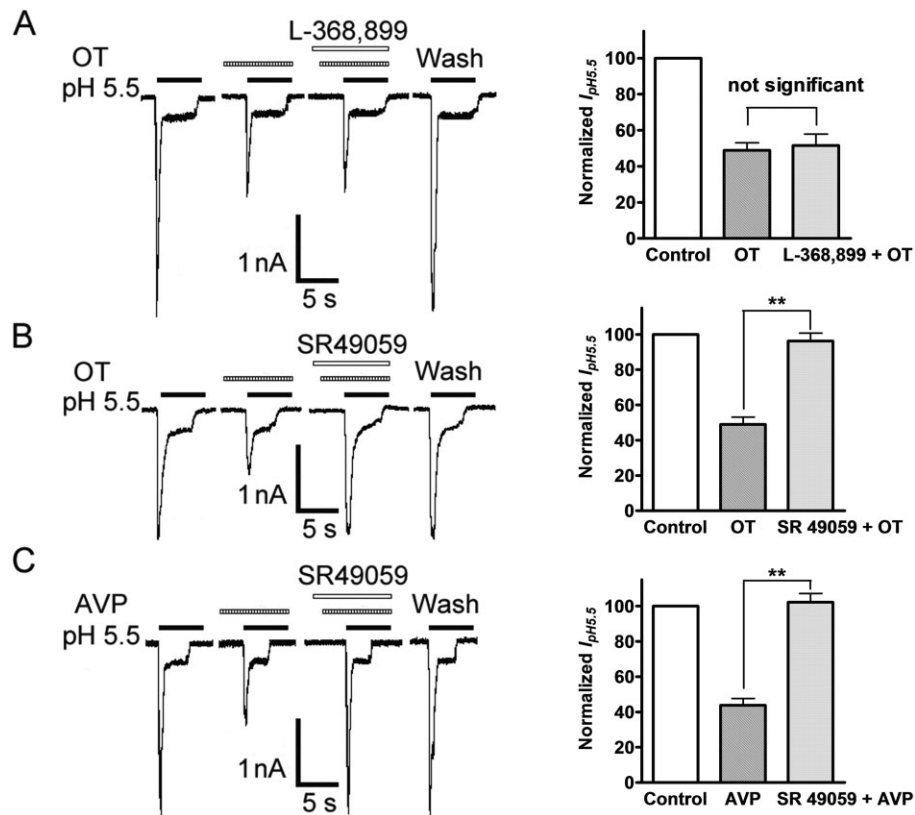 A
L-368,899
OT
Wash
pH 5.5
1 nA
5 s
Normalized IpH5.5
100
80
60
40
20
0
not significant
Control OT L-368,899 + OT
B
SR49059
OT
Wash
pH 5.5
1 nA
5 s
Normalized IpH5.5
100
80
60
40
20
0
**
Control OT SR 49059 + OT
C
SR49059
AVP
Wash
pH 5.5
1 nA
5 s
Normalized IpH5.5
100
80
60
40
20
0
**
Control AVP SR 49059 + AVP